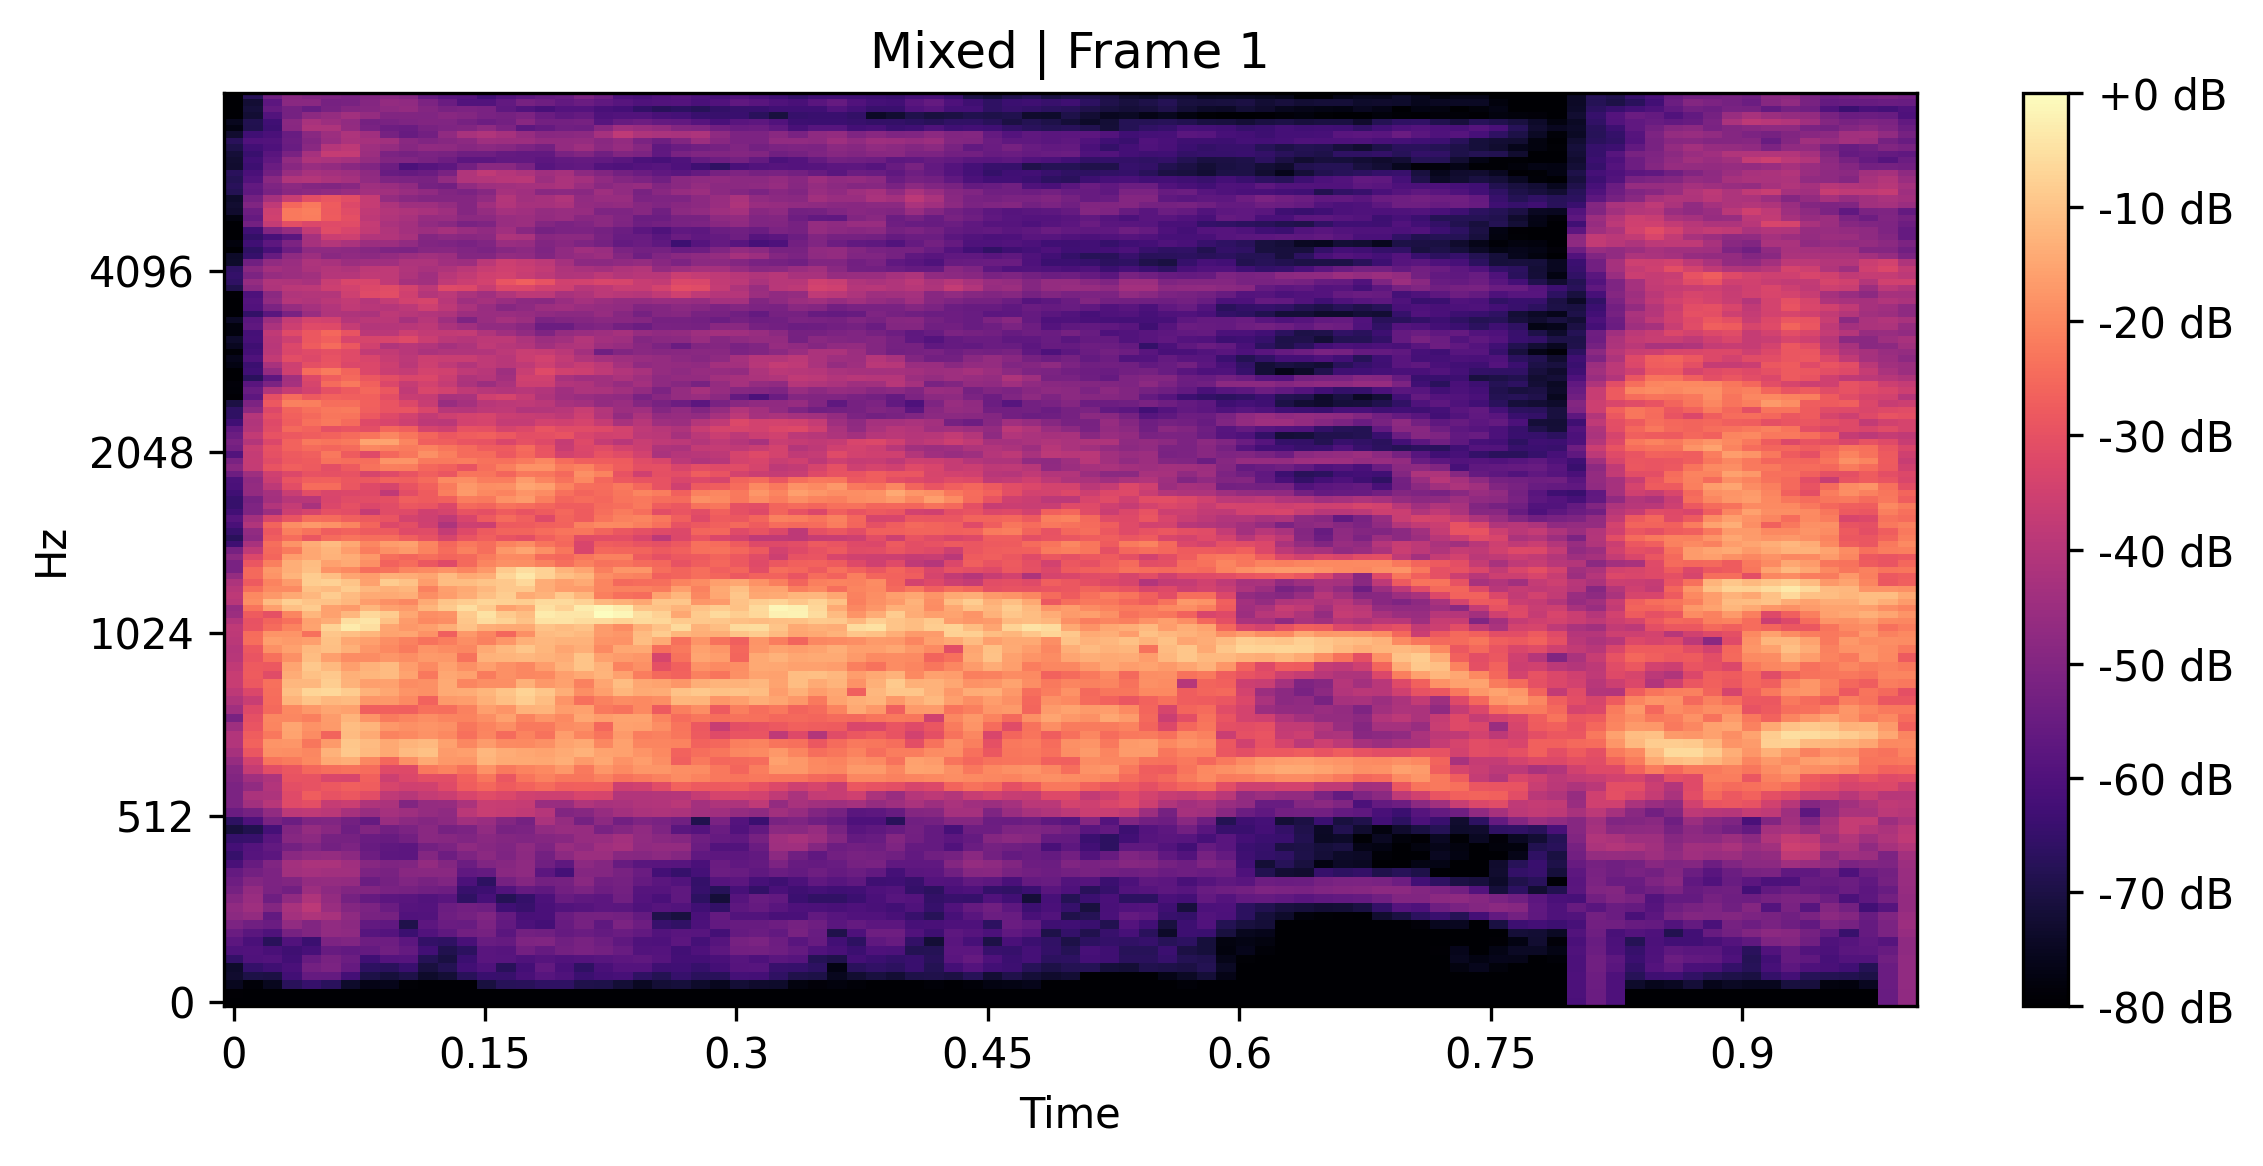 Mixed | Frame 1
Hz
4096
2048
1024
512
0
0 0.15 0.3 0.45 0.6 0.75 0.9
Time
+0 dB
-10 dB
-20 dB
-30 dB
-40 dB
-50 dB
-60 dB
-70 dB
-80 dB